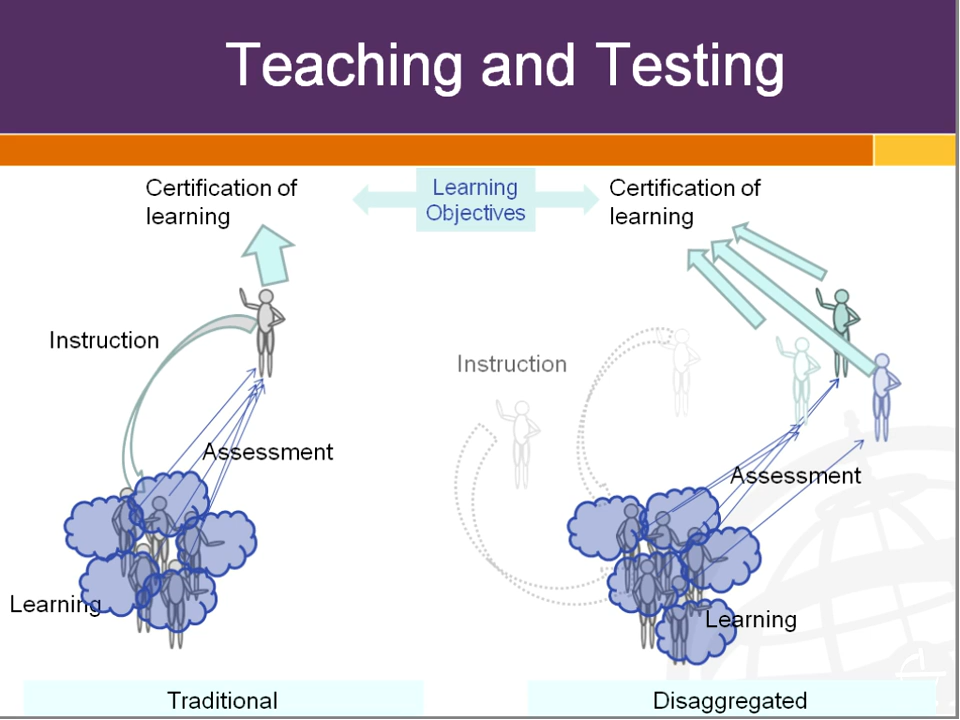 Teaching and Testing
Certification of
learning
Learning
Objectives
Certification of
learning
Instruction
Instruction
Assessment
Assessment
Learning
Learning
Traditional
Disaggregated